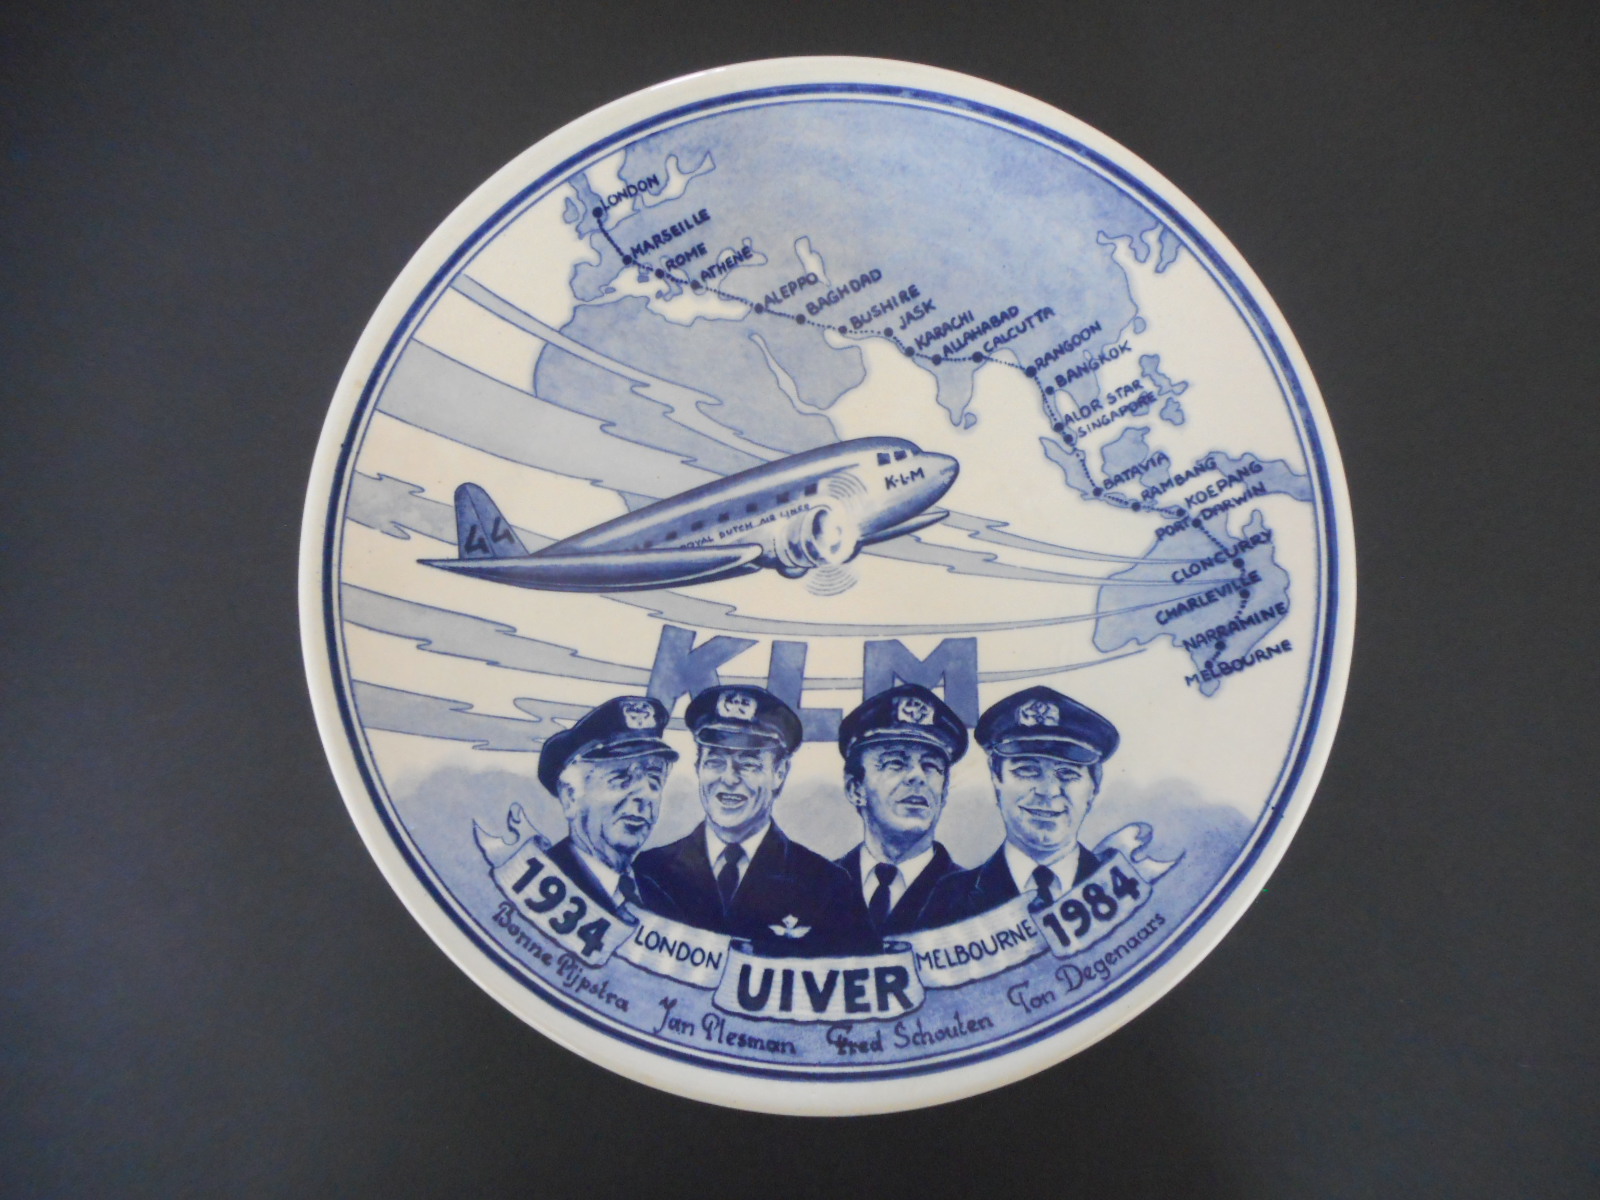 LONDON
MARSEILLE
ROME
ATHENE
ALEPPO
BAGHDAD
BUSHIRE
JASK
KARACHI
ALLAHABAD
CALCUTTA
RANGOON
BANGKOK
ALOR STAR
SINGAPORE
BATAVIA
RAMBANG
KOEPANG
PORT DARWIN
CLONCURRY
CHARLEVILLE
NARRAMINE
MELBOURNE
K·L·M
ROYAL DUTCH AIR LINES
44
KLM
1934
LONDON
UIVER
MELBOURNE
1984
Bonne Pijpstra
Jan Plesman
Fred Schouten
Ton Degenaars